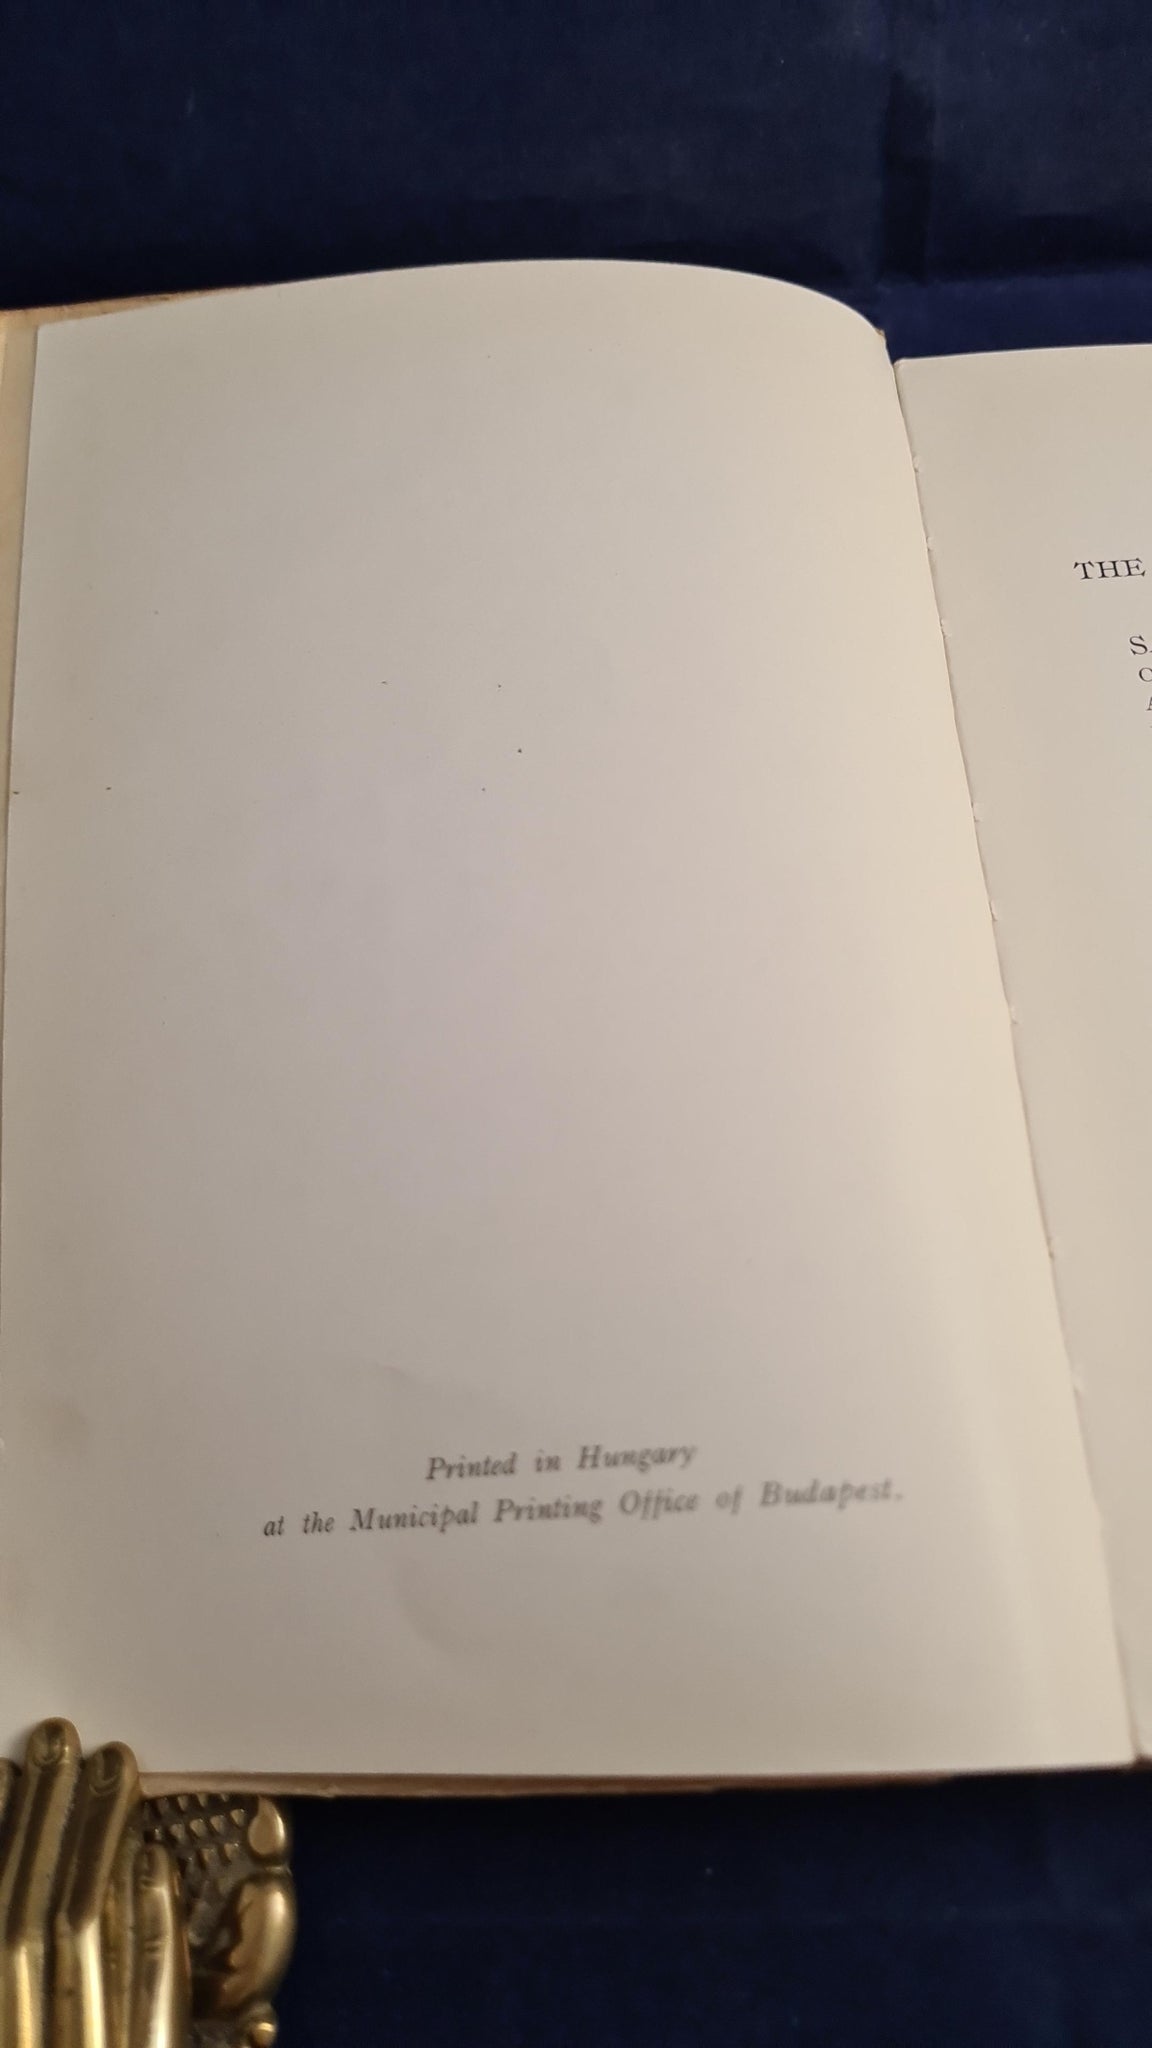 Printed in Hungary
at the Municipal Printing Office of Budapest.
THE